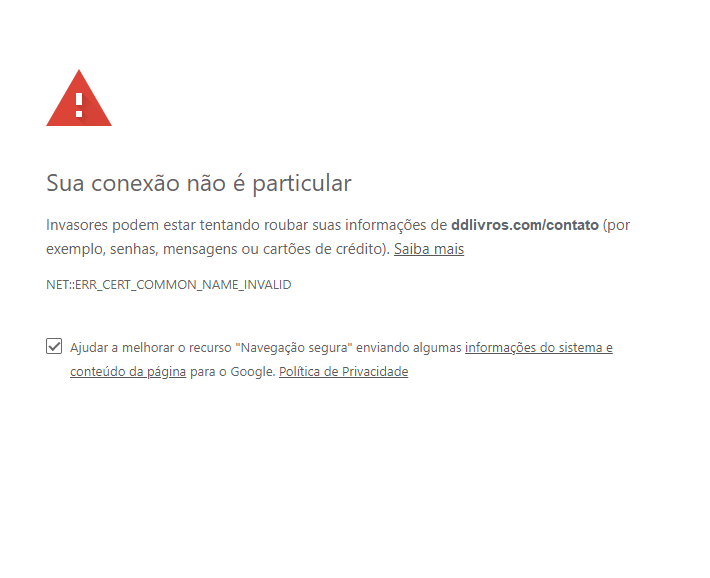 Sua conexão não é particular
Invasores podem estar tentando roubar suas informações de ddlivros.com/contato (por
exemplo, senhas, mensagens ou cartões de crédito). Saiba mais
NET::ERR_CERT_COMMON_NAME_INVALID
Ajudar a melhorar o recurso "Navegação segura" enviando algumas informações do sistema e
conteúdo da página para o Google. Política de Privacidade